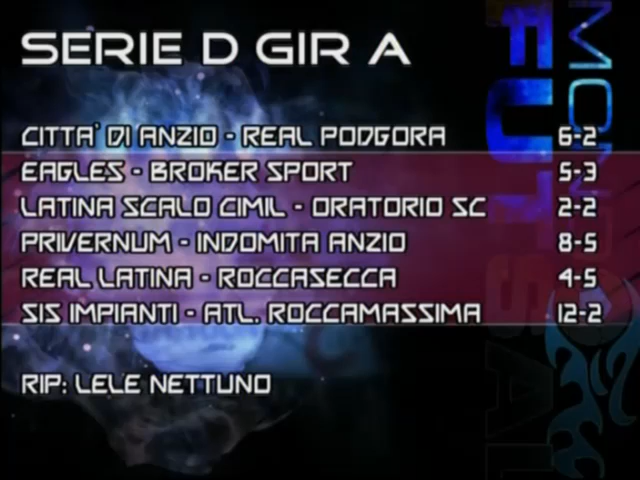 SERIE D GIR A
CITTA' DI ANZIO - REAL PODGORA 6-2
EAGLES - BROKER SPORT 5-3
LATINA SCALO CIMIL - ORATORIO SC 2-2
PRIVERNUM - INDOMITA ANZIO 8-5
REAL LATINA - ROCCASECCA 4-5
SIS IMPIANTI - ATL. ROCCAMASSIMA 12-2
RIP: LELE NETTUNO
MONDO
FUTSAL